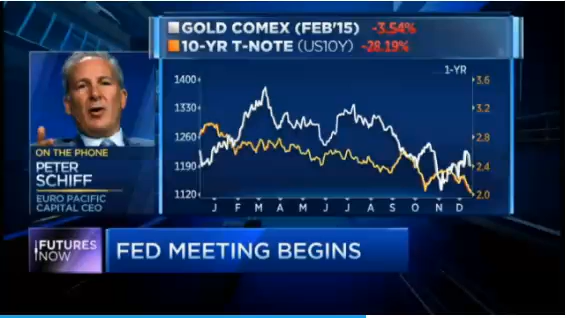 GOLD COMEX (FEB'15) -3.54%
10-YR T-NOTE (US10Y) -28.19%
1-YR
1400
1330
1260
1190
1120
3.6
3.2
2.8
2.4
2.0
J F M A M J J A S O N D
ON THE PHONE
PETER
SCHIFF
EURO PACIFIC
CAPITAL CEO
FUTURES
NOW
FED MEETING BEGINS